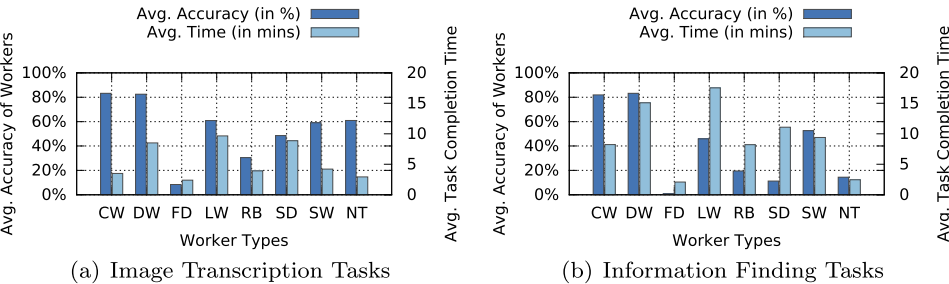 Avg. Accuracy (in %)
Avg. Time (in mins)
Avg. Accuracy of Workers
100%
80%
60%
40%
20%
0%
20
15
10
5
0
Avg. Task Completion Time
CW DW FD LW RB SD SW NT
Worker Types
(a) Image Transcription Tasks
Avg. Accuracy (in %)
Avg. Time (in mins)
Avg. Accuracy of Workers
100%
80%
60%
40%
20%
0%
20
15
10
5
0
Avg. Task Completion Time
CW DW FD LW RB SD SW NT
Worker Types
(b) Information Finding Tasks